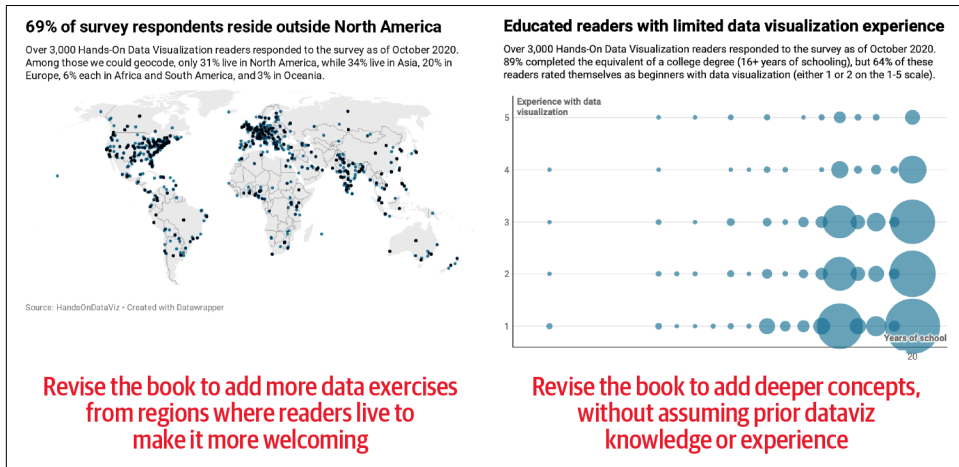 69% of survey respondents reside outside North America
Over 3,000 Hands-On Data Visualization readers responded to the survey as of October 2020.
Among those we could geocode, only 31% live in North America, while 34% live in Asia, 20% in
Europe, 6% each in Africa and South America, and 3% in Oceania.
Source: HandsOnDataViz • Created with Datawrapper
Revise the book to add more data exercises
from regions where readers live to
make it more welcoming
Educated readers with limited data visualization experience
Over 3,000 Hands-On Data Visualization readers responded to the survey as of October 2020.
89% completed the equivalent of a college degree (16+ years of schooling), but 64% of these
readers rated themselves as beginners with data visualization (either 1 or 2 on the 1-5 scale).
Experience with data
visualization
5
4
3
2
1
Years of school
20
Revise the book to add deeper concepts,
without assuming prior dataviz
knowledge or experience